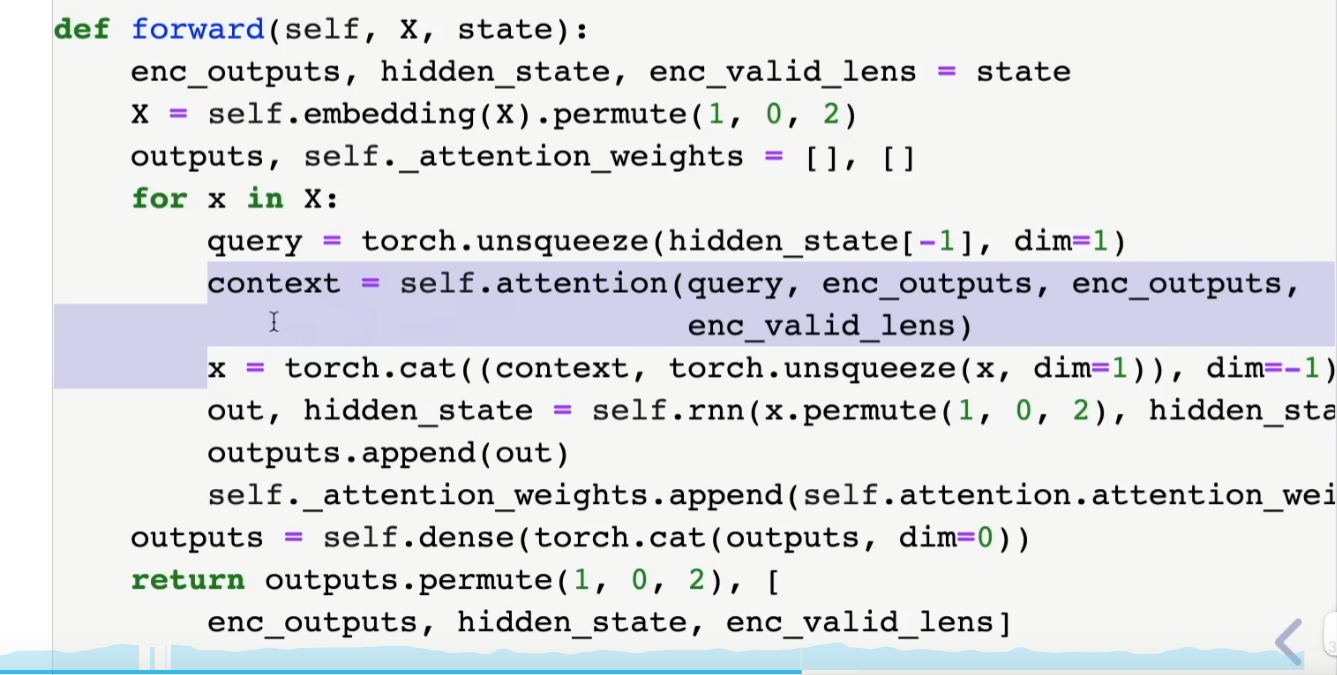 def forward(self, X, state):
    enc_outputs, hidden_state, enc_valid_lens = state
    X = self.embedding(X).permute(1, 0, 2)
    outputs, self._attention_weights = [], []
    for x in X:
        query = torch.unsqueeze(hidden_state[-1], dim=1)
        context = self.attention(query, enc_outputs, enc_outputs,
                                 enc_valid_lens)
        x = torch.cat((context, torch.unsqueeze(x, dim=1)), dim=-1)
        out, hidden_state = self.rnn(x.permute(1, 0, 2), hidden_sta
        outputs.append(out)
        self._attention_weights.append(self.attention.attention_wei
    outputs = self.dense(torch.cat(outputs, dim=0))
    return outputs.permute(1, 0, 2), [
        enc_outputs, hidden_state, enc_valid_lens]